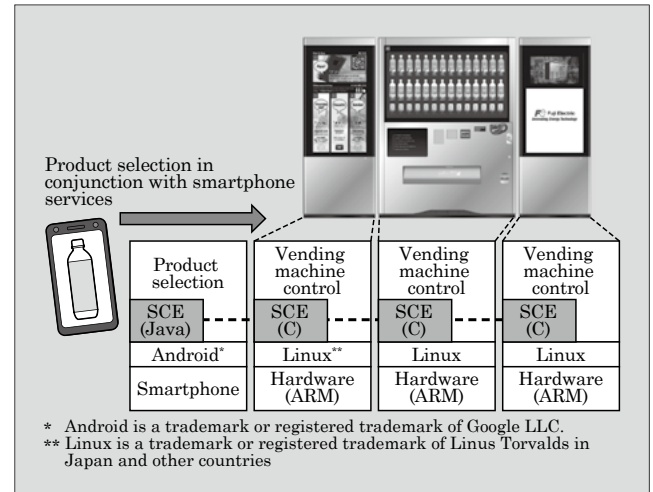 Fuji Electric
Product selection in
conjunction with smartphone
services
Product
selection
SCE
(Java)
Android*
Smartphone
Vending
machine
control
SCE
(C)
Linux**
Hardware
(ARM)
Vending
machine
control
SCE
(C)
Linux
Hardware
(ARM)
Vending
machine
control
SCE
(C)
Linux
Hardware
(ARM)
* Android is a trademark or registered trademark of Google LLC.
** Linux is a trademark or registered trademark of Linus Torvalds in
Japan and other countries